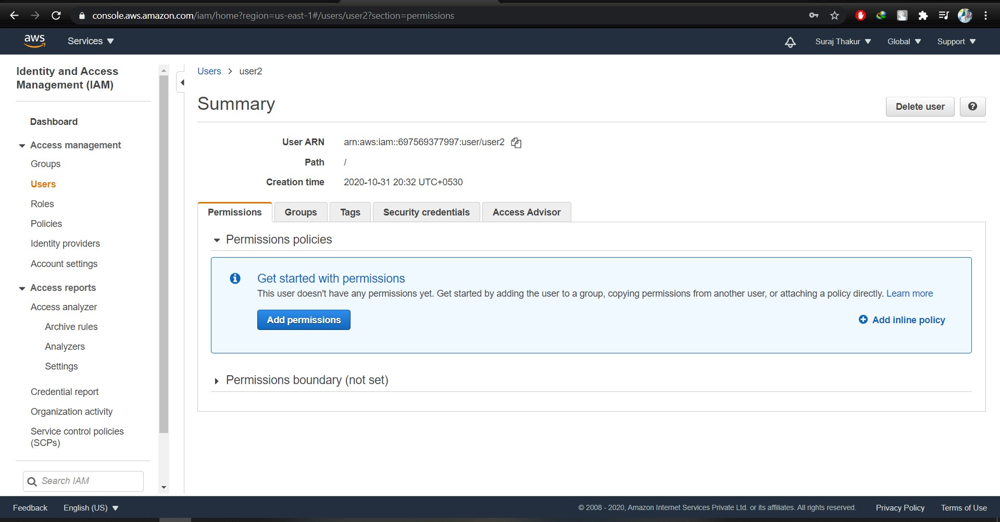 console.aws.amazon.com/iam/home?region=us-east-1#/users/user2?section=permissions
aws
Services
Suraj Thakur
Global
Support
Identity and Access
Management (IAM)
Dashboard
Access management
Groups
Users
Roles
Policies
Identity providers
Account settings
Access reports
Access analyzer
Archive rules
Analyzers
Settings
Credential report
Organization activity
Service control policies
(SCPs)
Search IAM
Users > user2
Summary
Delete user
?
User ARN arn:aws:iam::697569377997:user/user2
Path /
Creation time 2020-10-31 20:32 UTC+0530
Permissions
Groups
Tags
Security credentials
Access Advisor
Permissions policies
Get started with permissions
This user doesn't have any permissions yet. Get started by adding the user to a group, copying permissions from another user, or attaching a policy directly. Learn more
Add permissions
Add inline policy
Permissions boundary (not set)
Feedback
English (US)
© 2008 - 2020, Amazon Internet Services Private Ltd. or its affiliates. All rights reserved.
Privacy Policy
Terms of Use